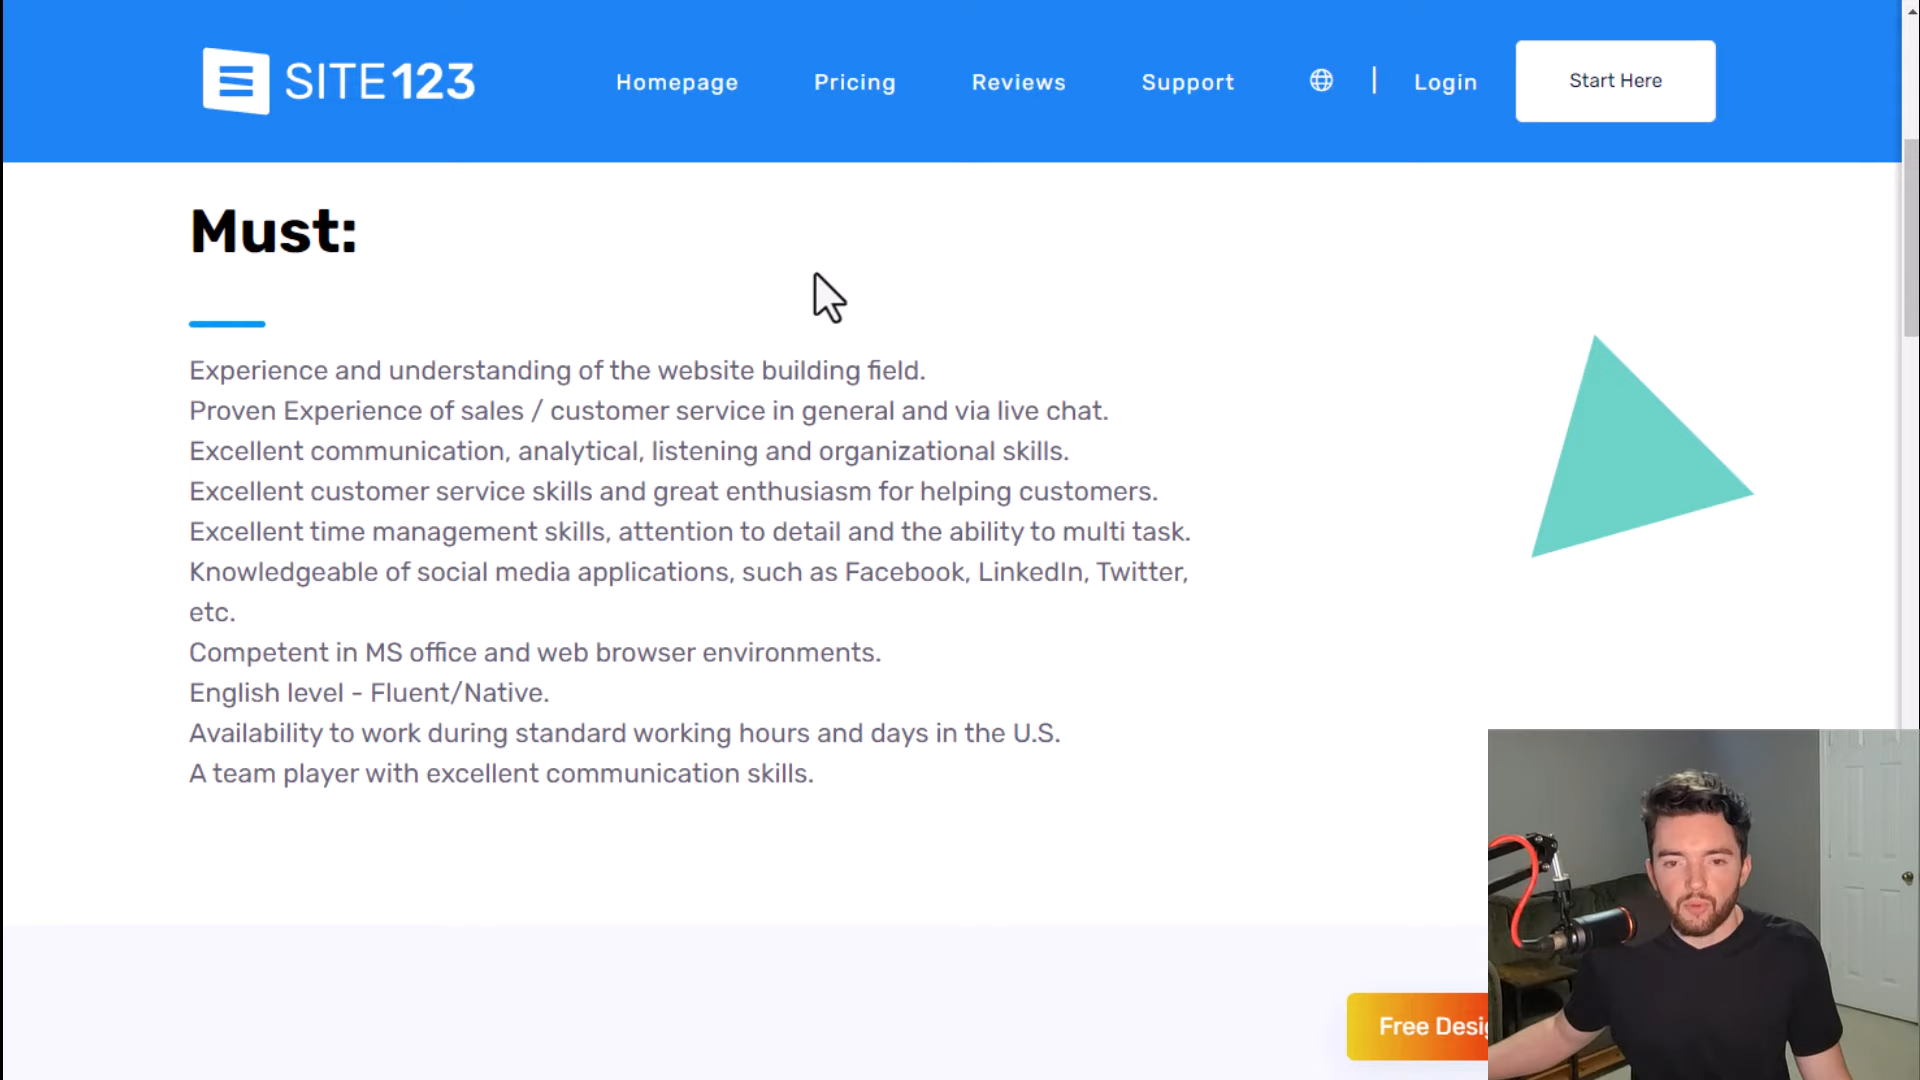 SITE123
Homepage
Pricing
Reviews
Support
Login
Start Here
Must:
Experience and understanding of the website building field.
Proven Experience of sales / customer service in general and via live chat.
Excellent communication, analytical, listening and organizational skills.
Excellent customer service skills and great enthusiasm for helping customers.
Excellent time management skills, attention to detail and the ability to multi task.
Knowledgeable of social media applications, such as Facebook, LinkedIn, Twitter,
etc.
Competent in MS office and web browser environments.
English level - Fluent/Native.
Availability to work during standard working hours and days in the U.S.
A team player with excellent communication skills.
Free